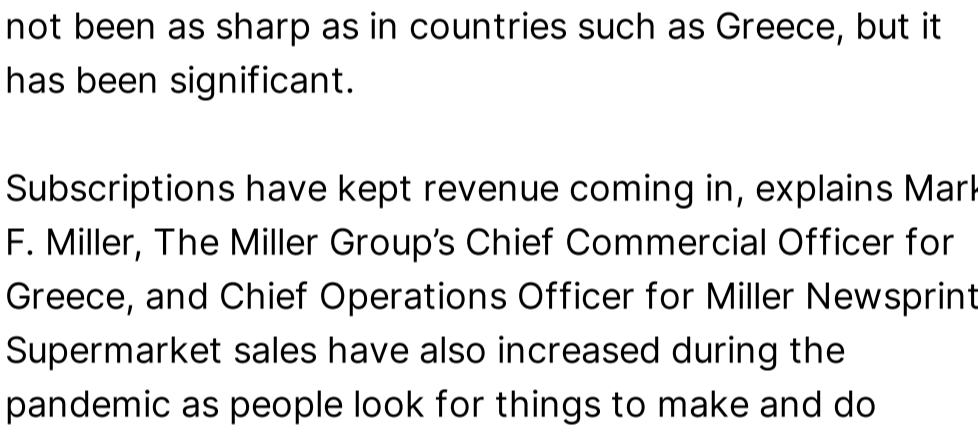 not been as sharp as in countries such as Greece, but it
has been significant.
Subscriptions have kept revenue coming in, explains Mark
F. Miller, The Miller Group’s Chief Commercial Officer for
Greece, and Chief Operations Officer for Miller Newsprint
Supermarket sales have also increased during the
pandemic as people look for things to make and do